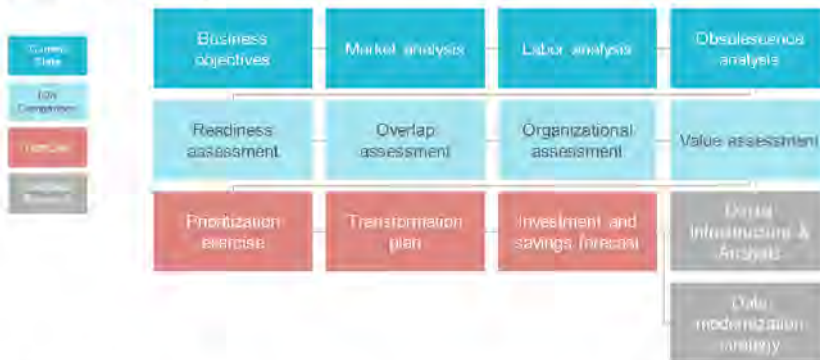 Business
objectives
Market analysis
Labor analysis
Obsolescence
analysis
Current
State
Readiness
assessment
Overlap
assessment
Organizational
assessment
Value assessment
Prioritization
exercise
Transformation
plan
Investment and
savings forecast
Digital
Infrastructure &
Analysis
Data
modernization
strategy